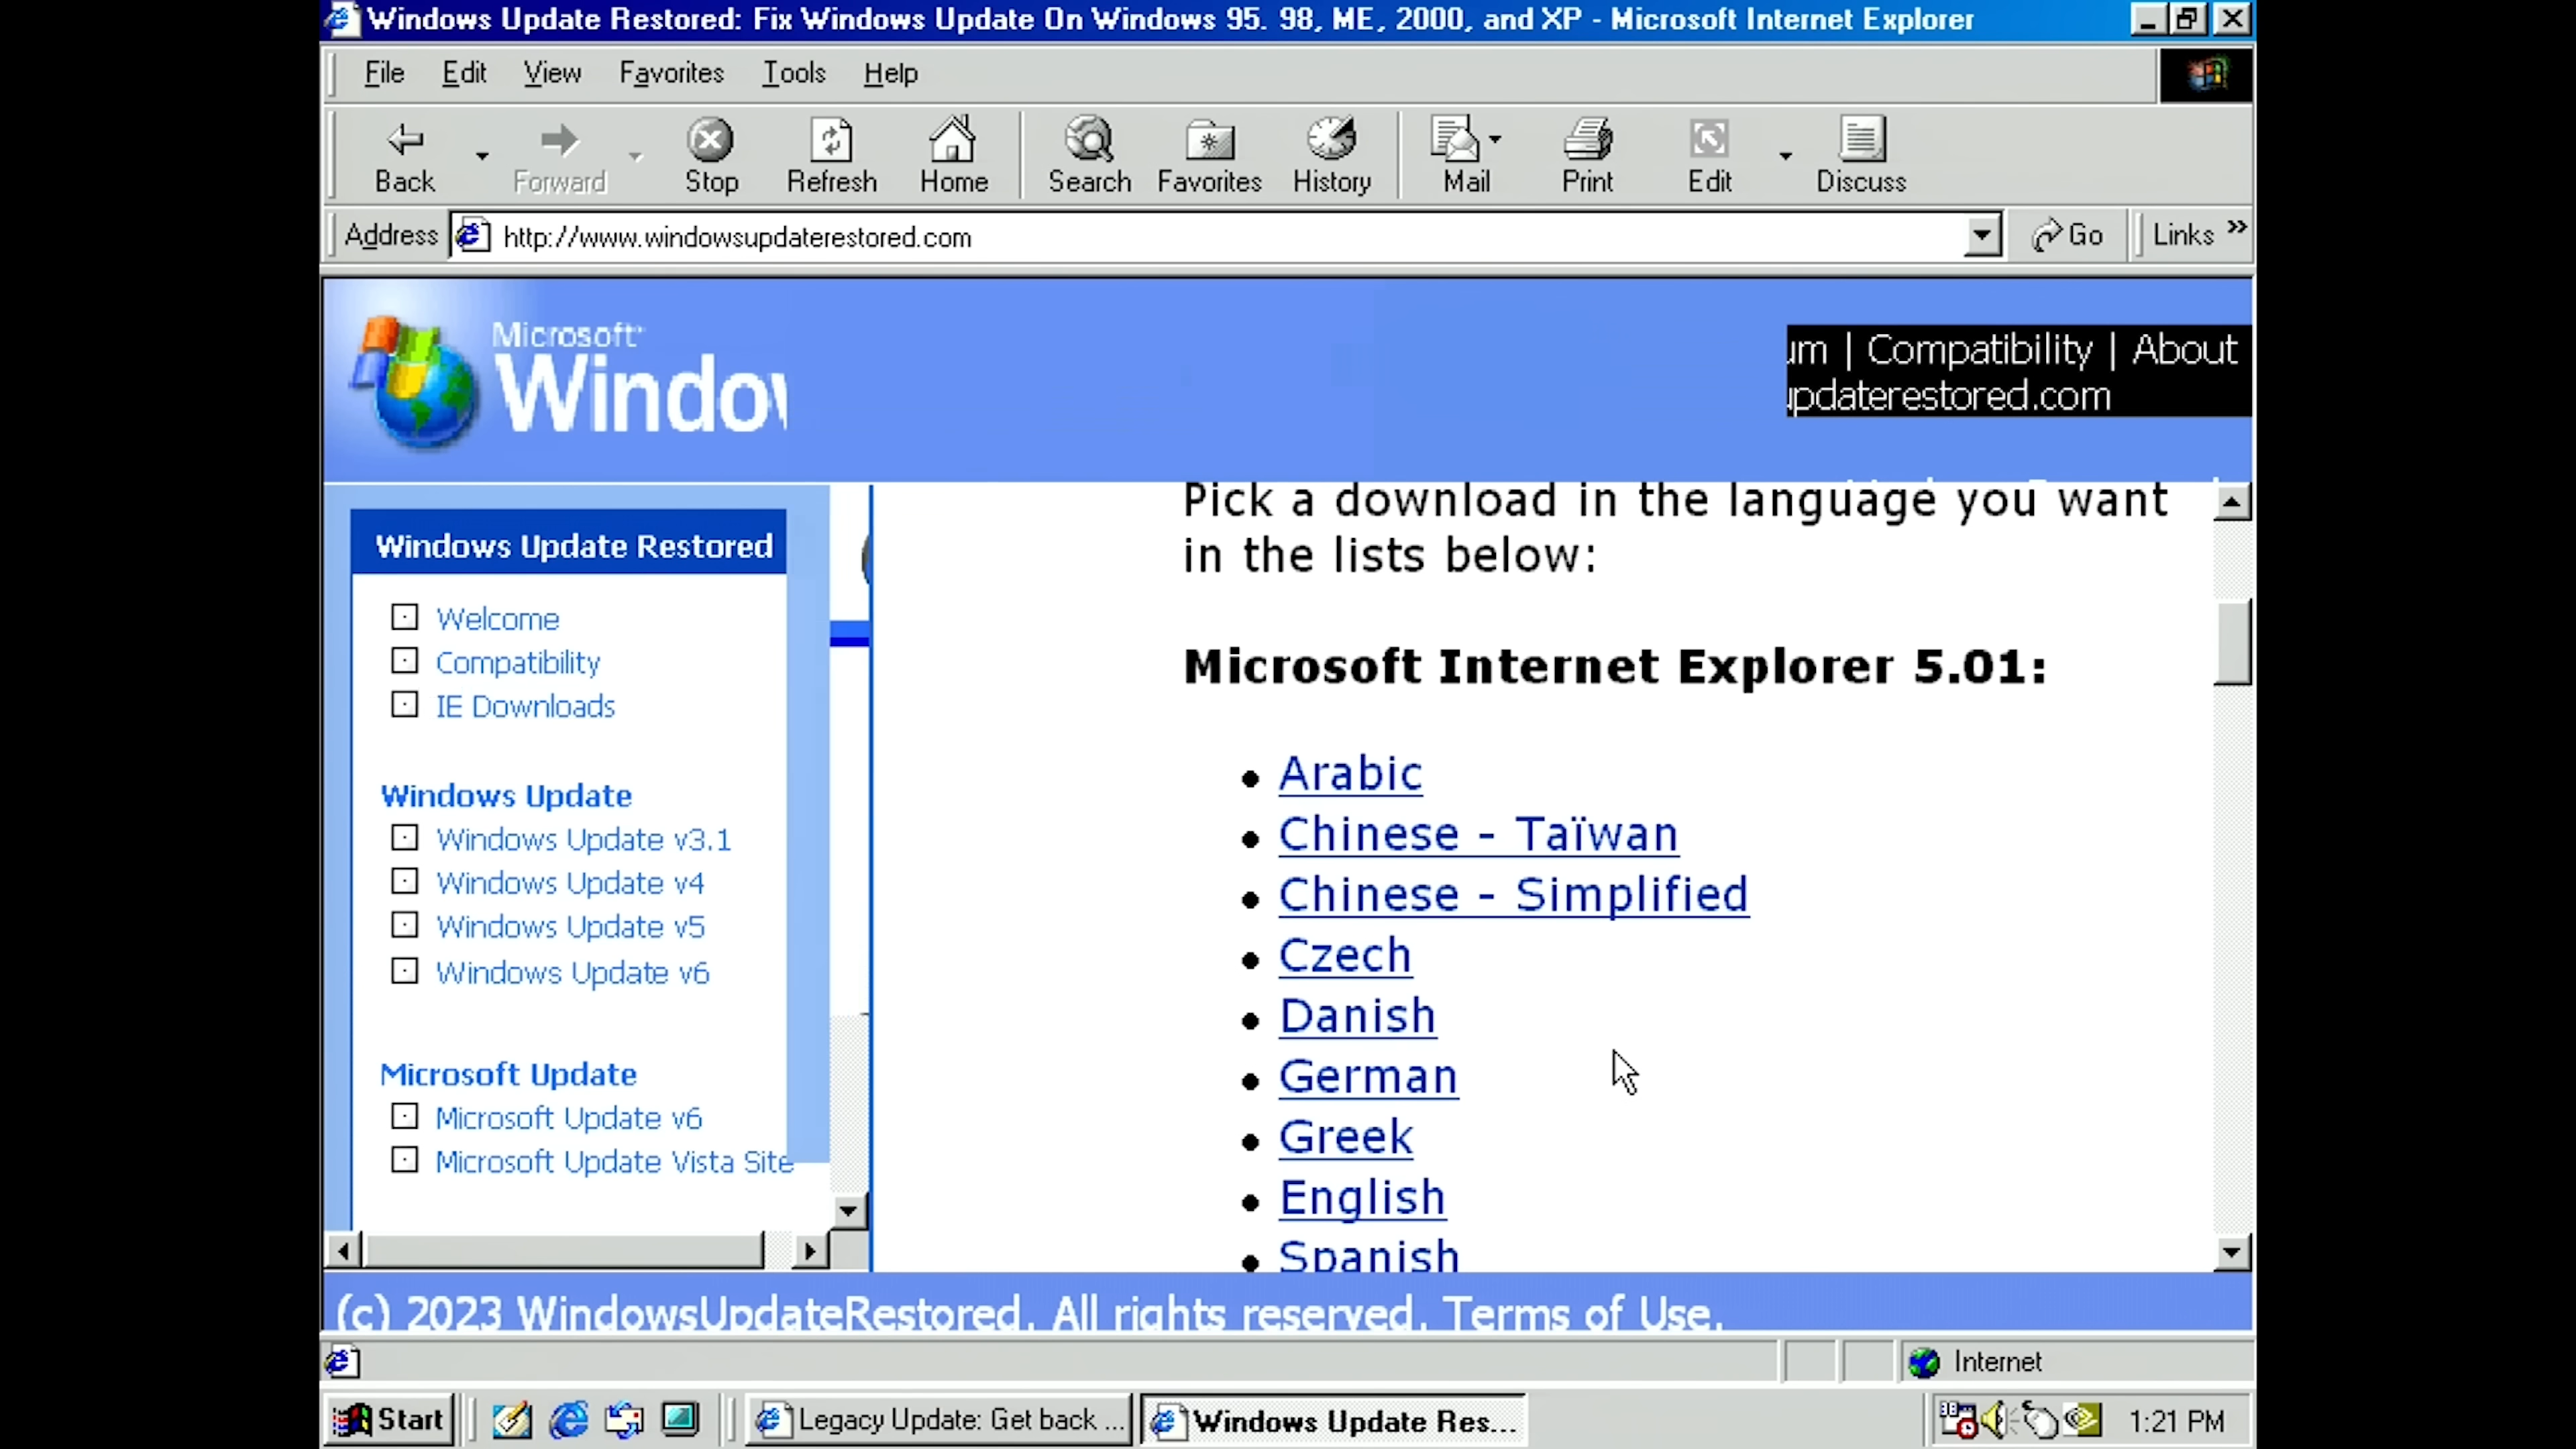 Windows Update Restored: Fix Windows Update On Windows 95. 98, ME, 2000, and XP - Microsoft Internet Explorer
File Edit View Favorites Tools Help
Back Forward Stop Refresh Home Search Favorites History Mail Print Edit Discuss
Address http://www.windowsupdaterestored.com Go Links »
Microsoft
Window
um | Compatibility | About
updaterestored.com
Windows Update Restored
Welcome
Compatibility
IE Downloads
Windows Update
Windows Update v3.1
Windows Update v4
Windows Update v5
Windows Update v6
Microsoft Update
Microsoft Update v6
Microsoft Update Vista Site
Pick a download in the language you want
in the lists below:
Microsoft Internet Explorer 5.01:
• Arabic
• Chinese - Taïwan
• Chinese - Simplified
• Czech
• Danish
• German
• Greek
• English
• Spanish
(c) 2023 WindowsUpdateRestored. All rights reserved. Terms of Use.
Internet
Start Legacy Update: Get back ... Windows Update Res... 1:21 PM